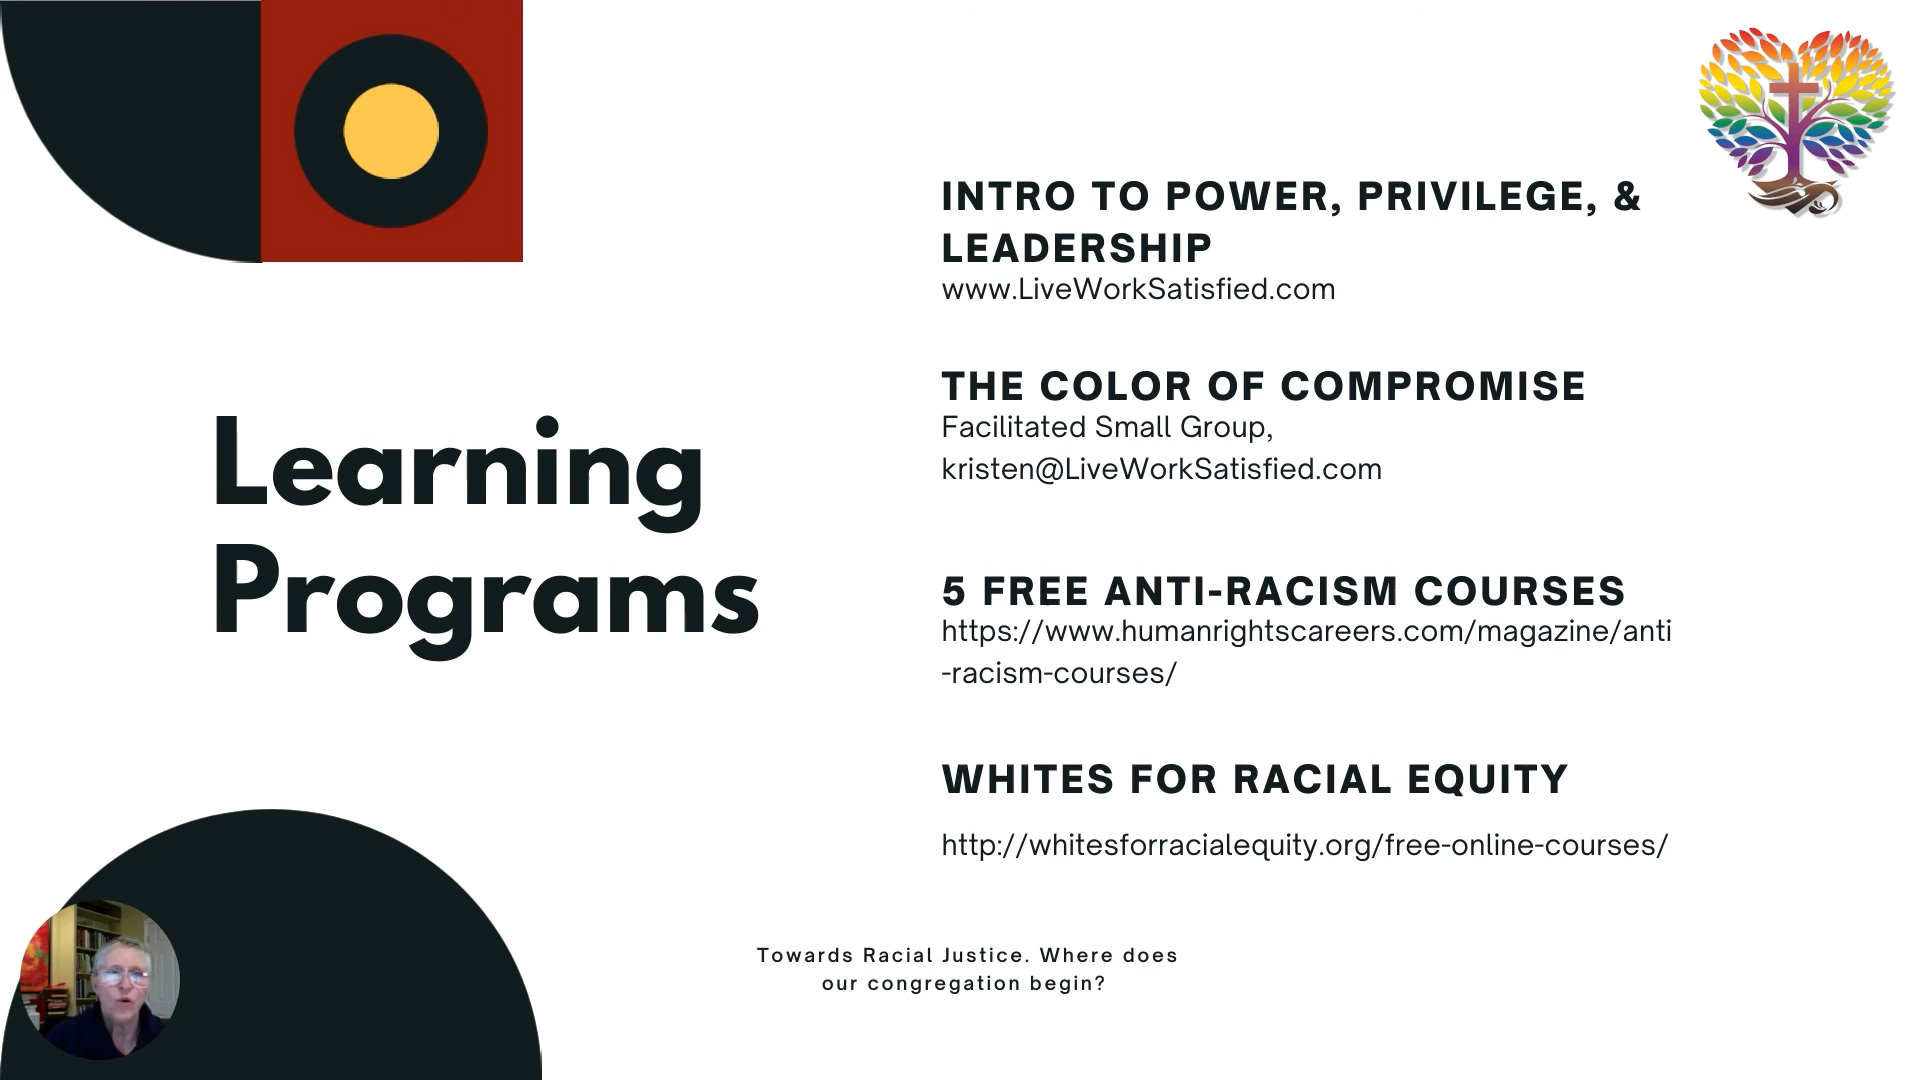 Learning
Programs
INTRO TO POWER, PRIVILEGE, &
LEADERSHIP
www.LiveWorkSatisfied.com
THE COLOR OF COMPROMISE
Facilitated Small Group,
kristen@LiveWorkSatisfied.com
5 FREE ANTI-RACISM COURSES
https://www.humanrightscareers.com/magazine/anti
-racism-courses/
WHITES FOR RACIAL EQUITY
http://whitesforracialequity.org/free-online-courses/
Towards Racial Justice. Where does
our congregation begin?